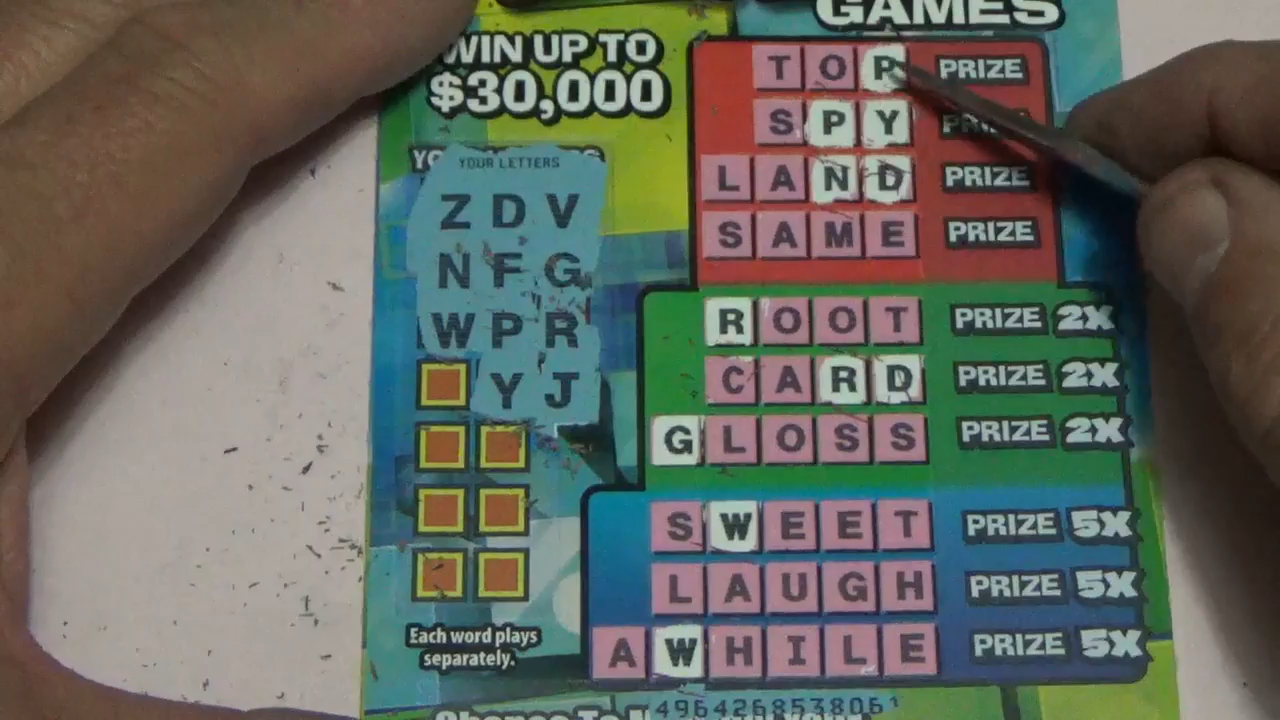 GAMES
WIN UP TO
$30,000
YOUR LETTERS
Z D V
N F G
W P R
Y J
Each word plays
separately.
TOP PRIZE
SPY
LAND PRIZE
SAME PRIZE
ROOT PRIZE 2X
CARD PRIZE 2X
GLOSS PRIZE 2X
SWEET PRIZE 5X
LAUGH PRIZE 5X
AWHILE PRIZE 5X